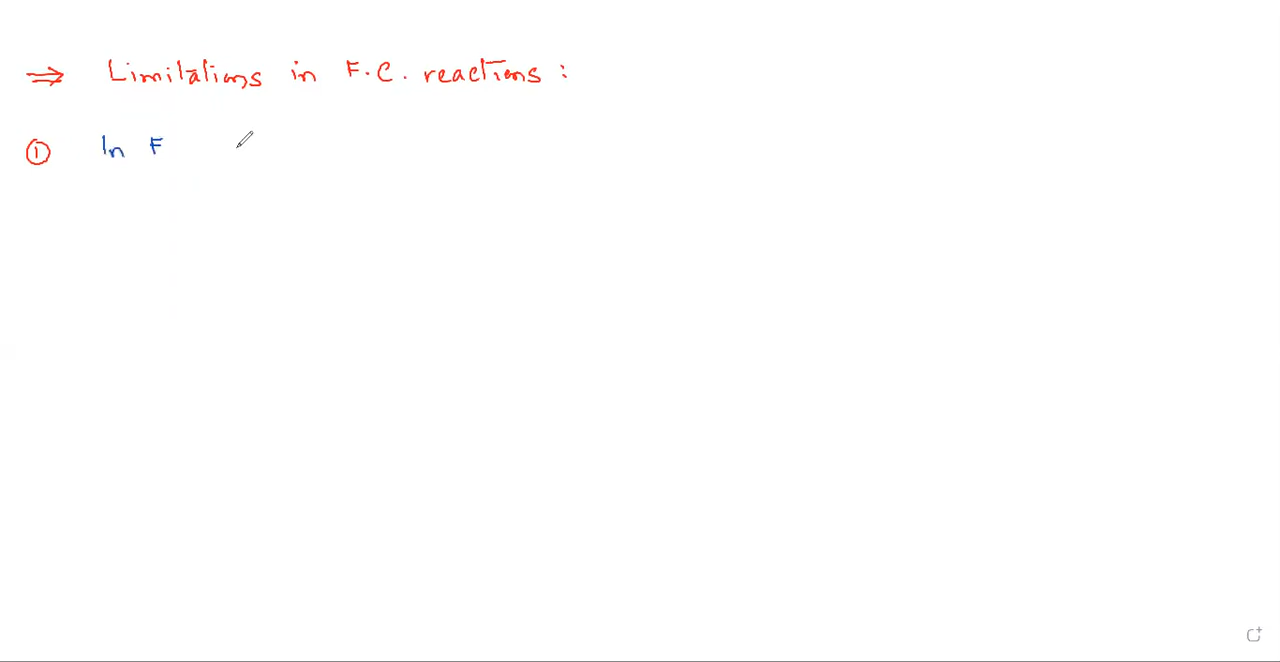 ⇒ Limitations in F.C. reactions :
① In F